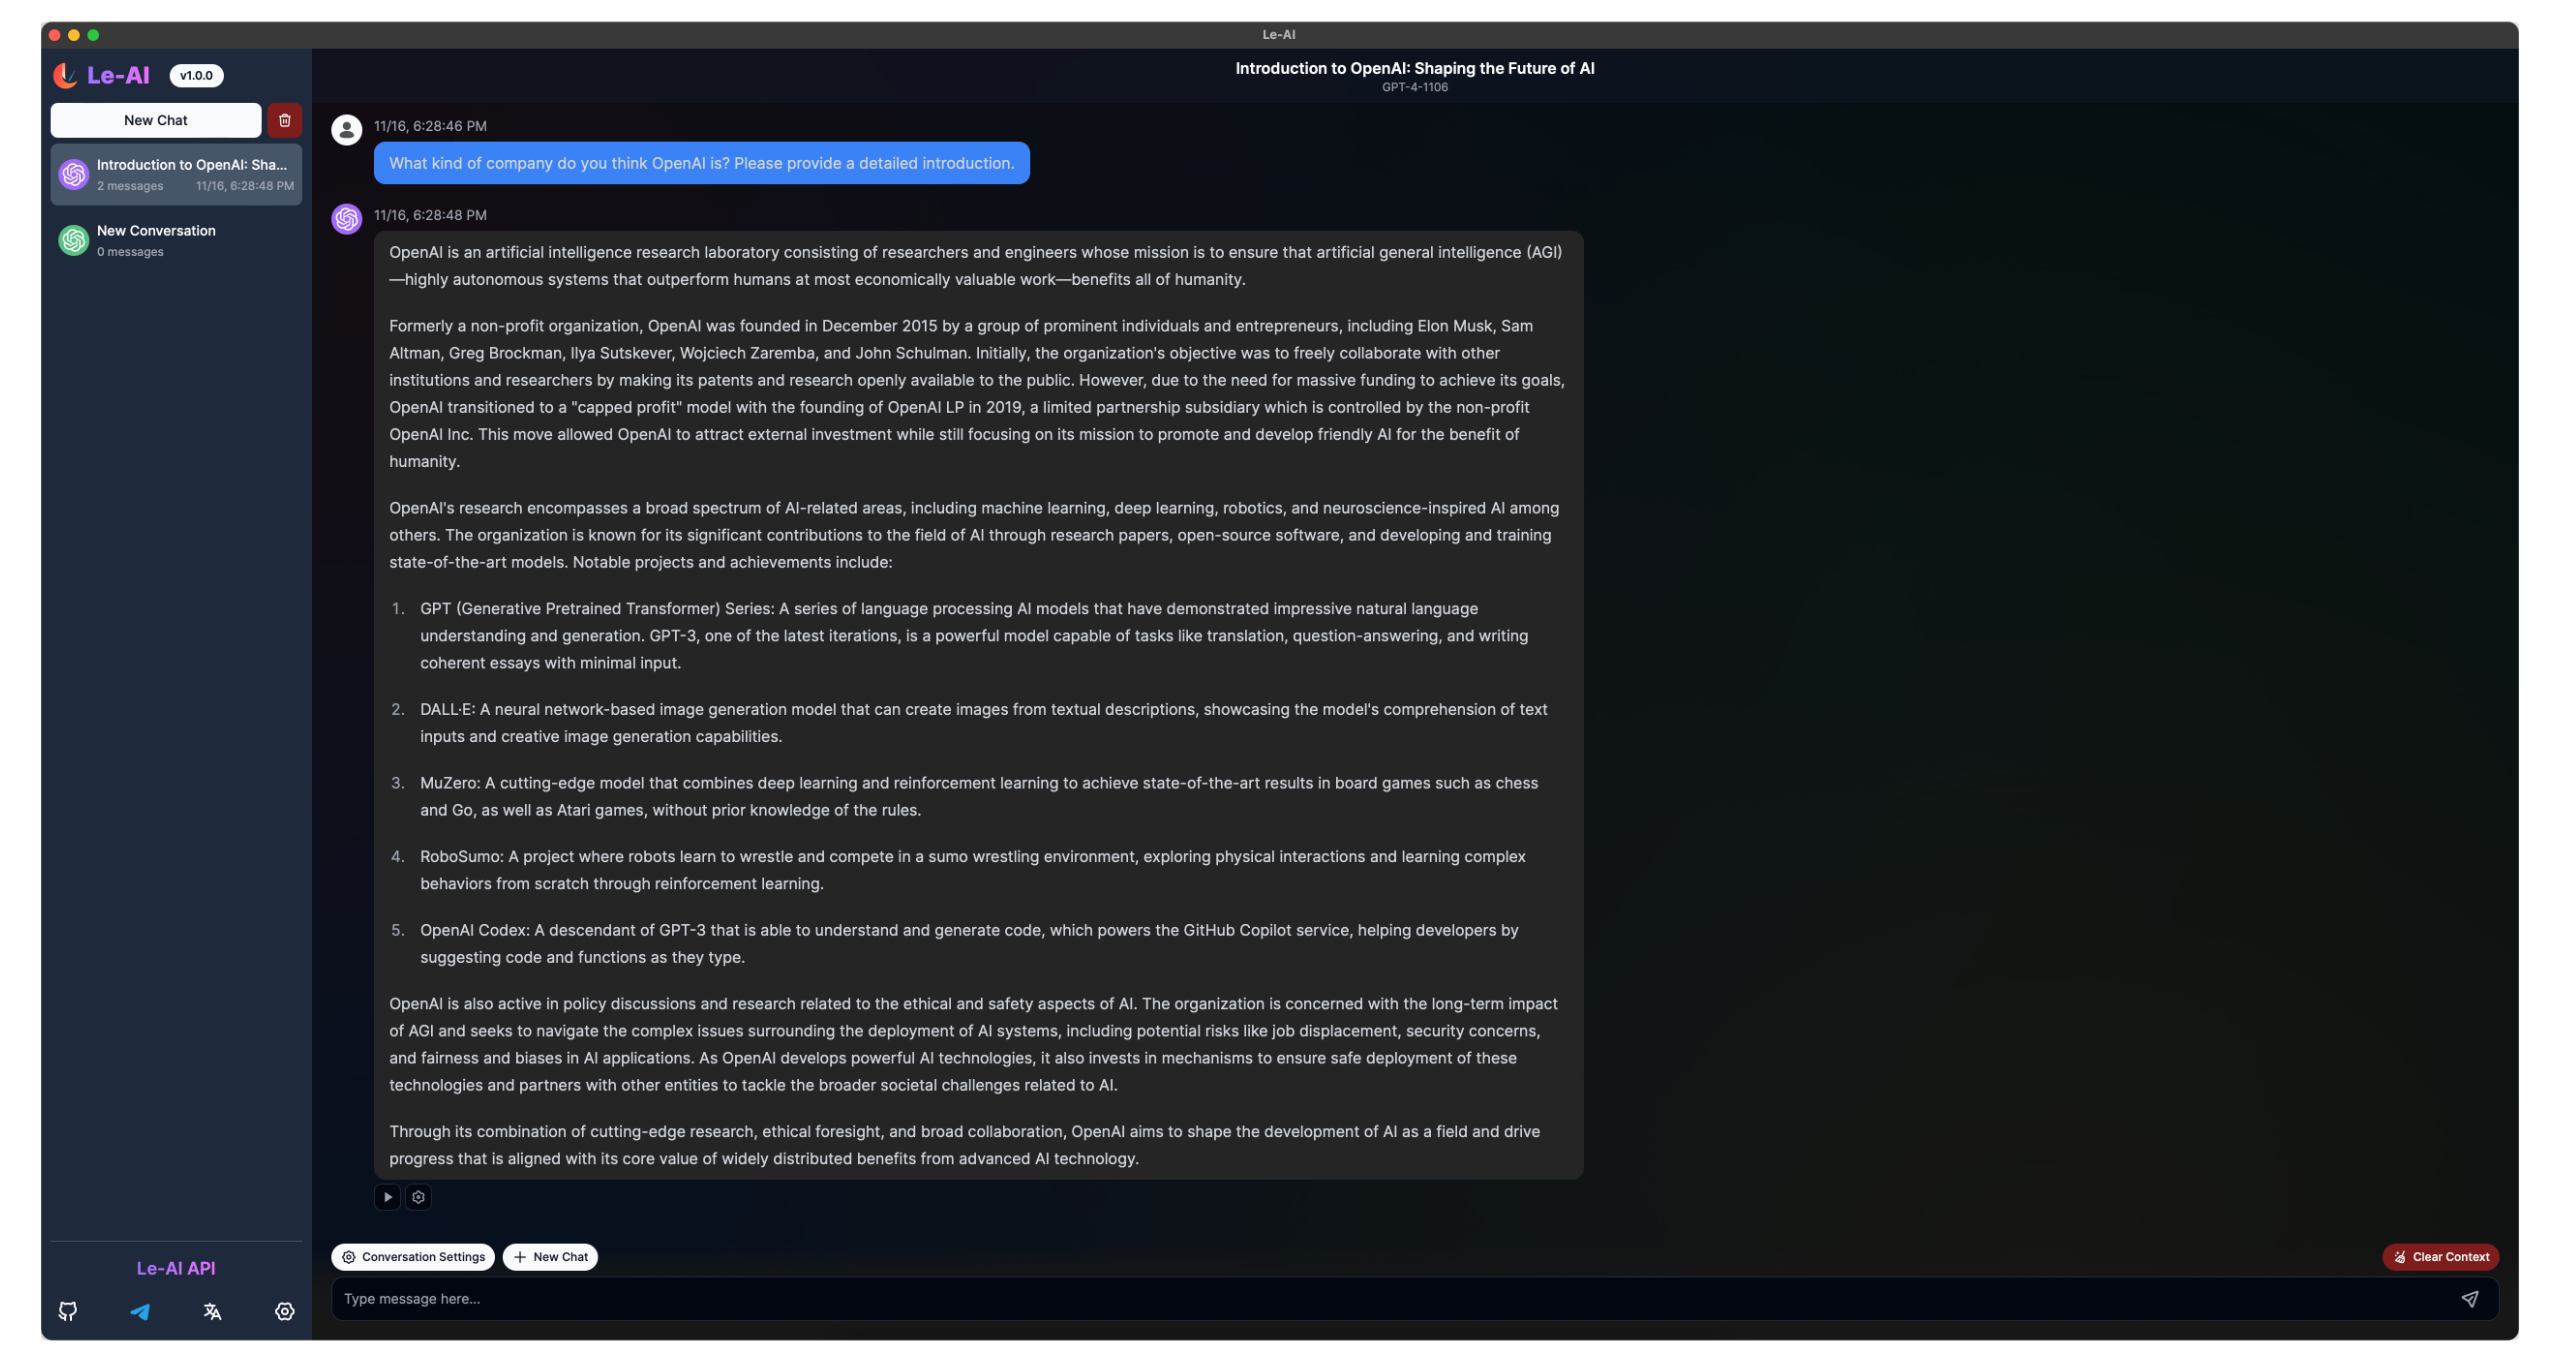 Le-AI
Le-AI v1.0.0
New Chat
Introduction to OpenAI: Sha...
2 messages 11/16, 6:28:48 PM
New Conversation
0 messages
Le-AI API
Introduction to OpenAI: Shaping the Future of AI
GPT-4-1106
11/16, 6:28:46 PM
What kind of company do you think OpenAI is? Please provide a detailed introduction.
11/16, 6:28:48 PM
OpenAI is an artificial intelligence research laboratory consisting of researchers and engineers whose mission is to ensure that artificial general intelligence (AGI)
—highly autonomous systems that outperform humans at most economically valuable work—benefits all of humanity.
Formerly a non-profit organization, OpenAI was founded in December 2015 by a group of prominent individuals and entrepreneurs, including Elon Musk, Sam
Altman, Greg Brockman, Ilya Sutskever, Wojciech Zaremba, and John Schulman. Initially, the organization's objective was to freely collaborate with other
institutions and researchers by making its patents and research openly available to the public. However, due to the need for massive funding to achieve its goals,
OpenAI transitioned to a "capped profit" model with the founding of OpenAI LP in 2019, a limited partnership subsidiary which is controlled by the non-profit
OpenAI Inc. This move allowed OpenAI to attract external investment while still focusing on its mission to promote and develop friendly AI for the benefit of
humanity.
OpenAI's research encompasses a broad spectrum of AI-related areas, including machine learning, deep learning, robotics, and neuroscience-inspired AI among
others. The organization is known for its significant contributions to the field of AI through research papers, open-source software, and developing and training
state-of-the-art models. Notable projects and achievements include:
1. GPT (Generative Pretrained Transformer) Series: A series of language processing AI models that have demonstrated impressive natural language
understanding and generation. GPT-3, one of the latest iterations, is a powerful model capable of tasks like translation, question-answering, and writing
coherent essays with minimal input.
2. DALL·E: A neural network-based image generation model that can create images from textual descriptions, showcasing the model's comprehension of text
inputs and creative image generation capabilities.
3. MuZero: A cutting-edge model that combines deep learning and reinforcement learning to achieve state-of-the-art results in board games such as chess
and Go, as well as Atari games, without prior knowledge of the rules.
4. RoboSumo: A project where robots learn to wrestle and compete in a sumo wrestling environment, exploring physical interactions and learning complex
behaviors from scratch through reinforcement learning.
5. OpenAI Codex: A descendant of GPT-3 that is able to understand and generate code, which powers the GitHub Copilot service, helping developers by
suggesting code and functions as they type.
OpenAI is also active in policy discussions and research related to the ethical and safety aspects of AI. The organization is concerned with the long-term impact
of AGI and seeks to navigate the complex issues surrounding the deployment of AI systems, including potential risks like job displacement, security concerns,
and fairness and biases in AI applications. As OpenAI develops powerful AI technologies, it also invests in mechanisms to ensure safe deployment of these
technologies and partners with other entities to tackle the broader societal challenges related to AI.
Through its combination of cutting-edge research, ethical foresight, and broad collaboration, OpenAI aims to shape the development of AI as a field and drive
progress that is aligned with its core value of widely distributed benefits from advanced AI technology.
Conversation Settings New Chat Clear Context
Type message here...